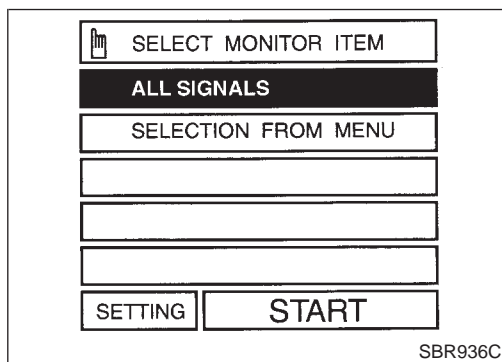 SELECT MONITOR ITEM
ALL SIGNALS
SELECTION FROM MENU
SETTING START
SBR936C